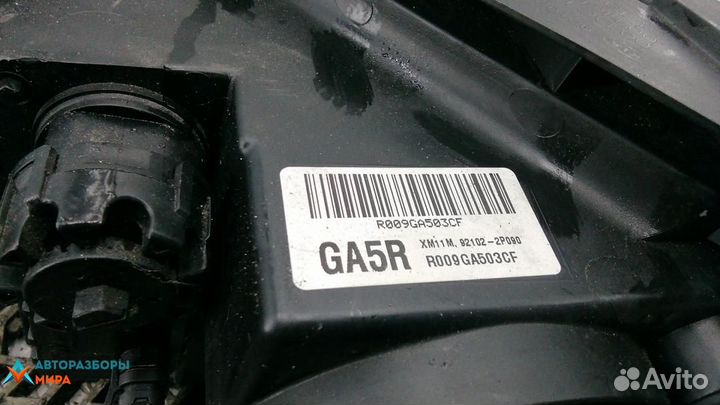 R009GA503CF
GA5R
XM11M, 92102-2P090
R009GA503CF
АВТОРАЗБОРЫ
МИРА
Avito